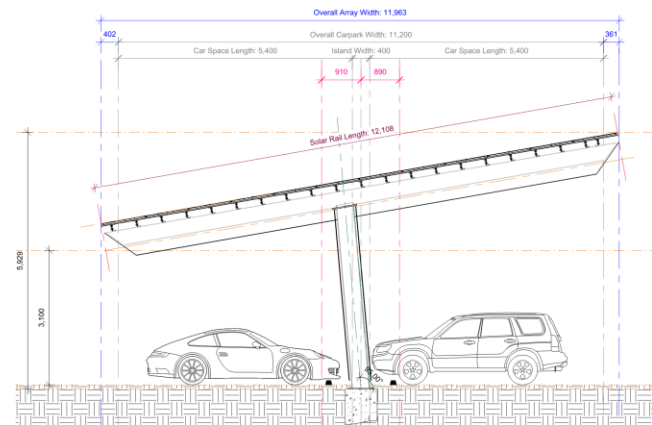 Overall Array Width: 11,963
402
Overall Carpark Width: 11,200
361
Car Space Length: 5,400
Island Width: 400
Car Space Length: 5,400
910
890
Solar Rail Length: 12,108
5,929
3,100